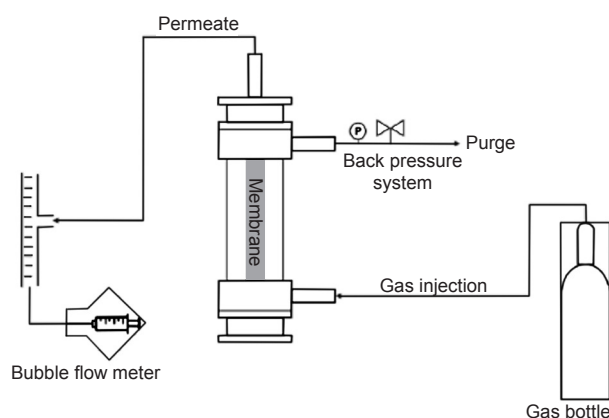 Permeate
P
Purge
Back pressure
system
Membrane
Gas injection
Bubble flow meter
Gas bottle